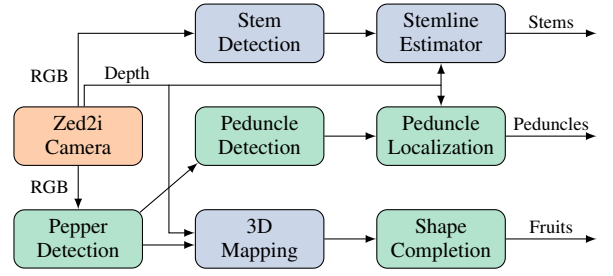 Stem
Detection
Stemline
Estimator
Stems
RGB
Depth
Zed2i
Camera
Peduncle
Detection
Peduncle
Localization
Peduncles
RGB
Pepper
Detection
3D
Mapping
Shape
Completion
Fruits